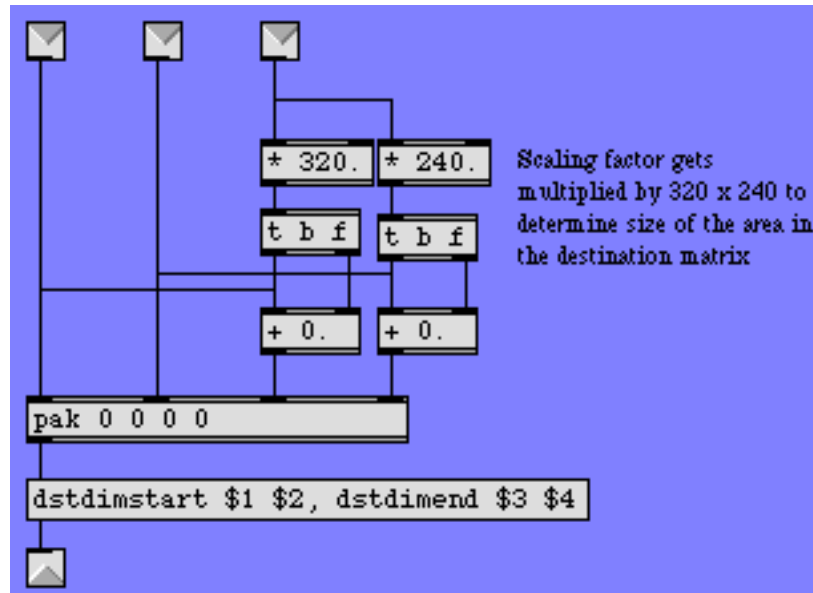 * 320.
* 240.
Scaling factor gets
multiplied by 320 x 240 to
determine size of the area in
the destination matrix
t b f
t b f
+ 0.
+ 0.
pak 0 0 0 0
dstdimstart $1 $2, dstdimend $3 $4